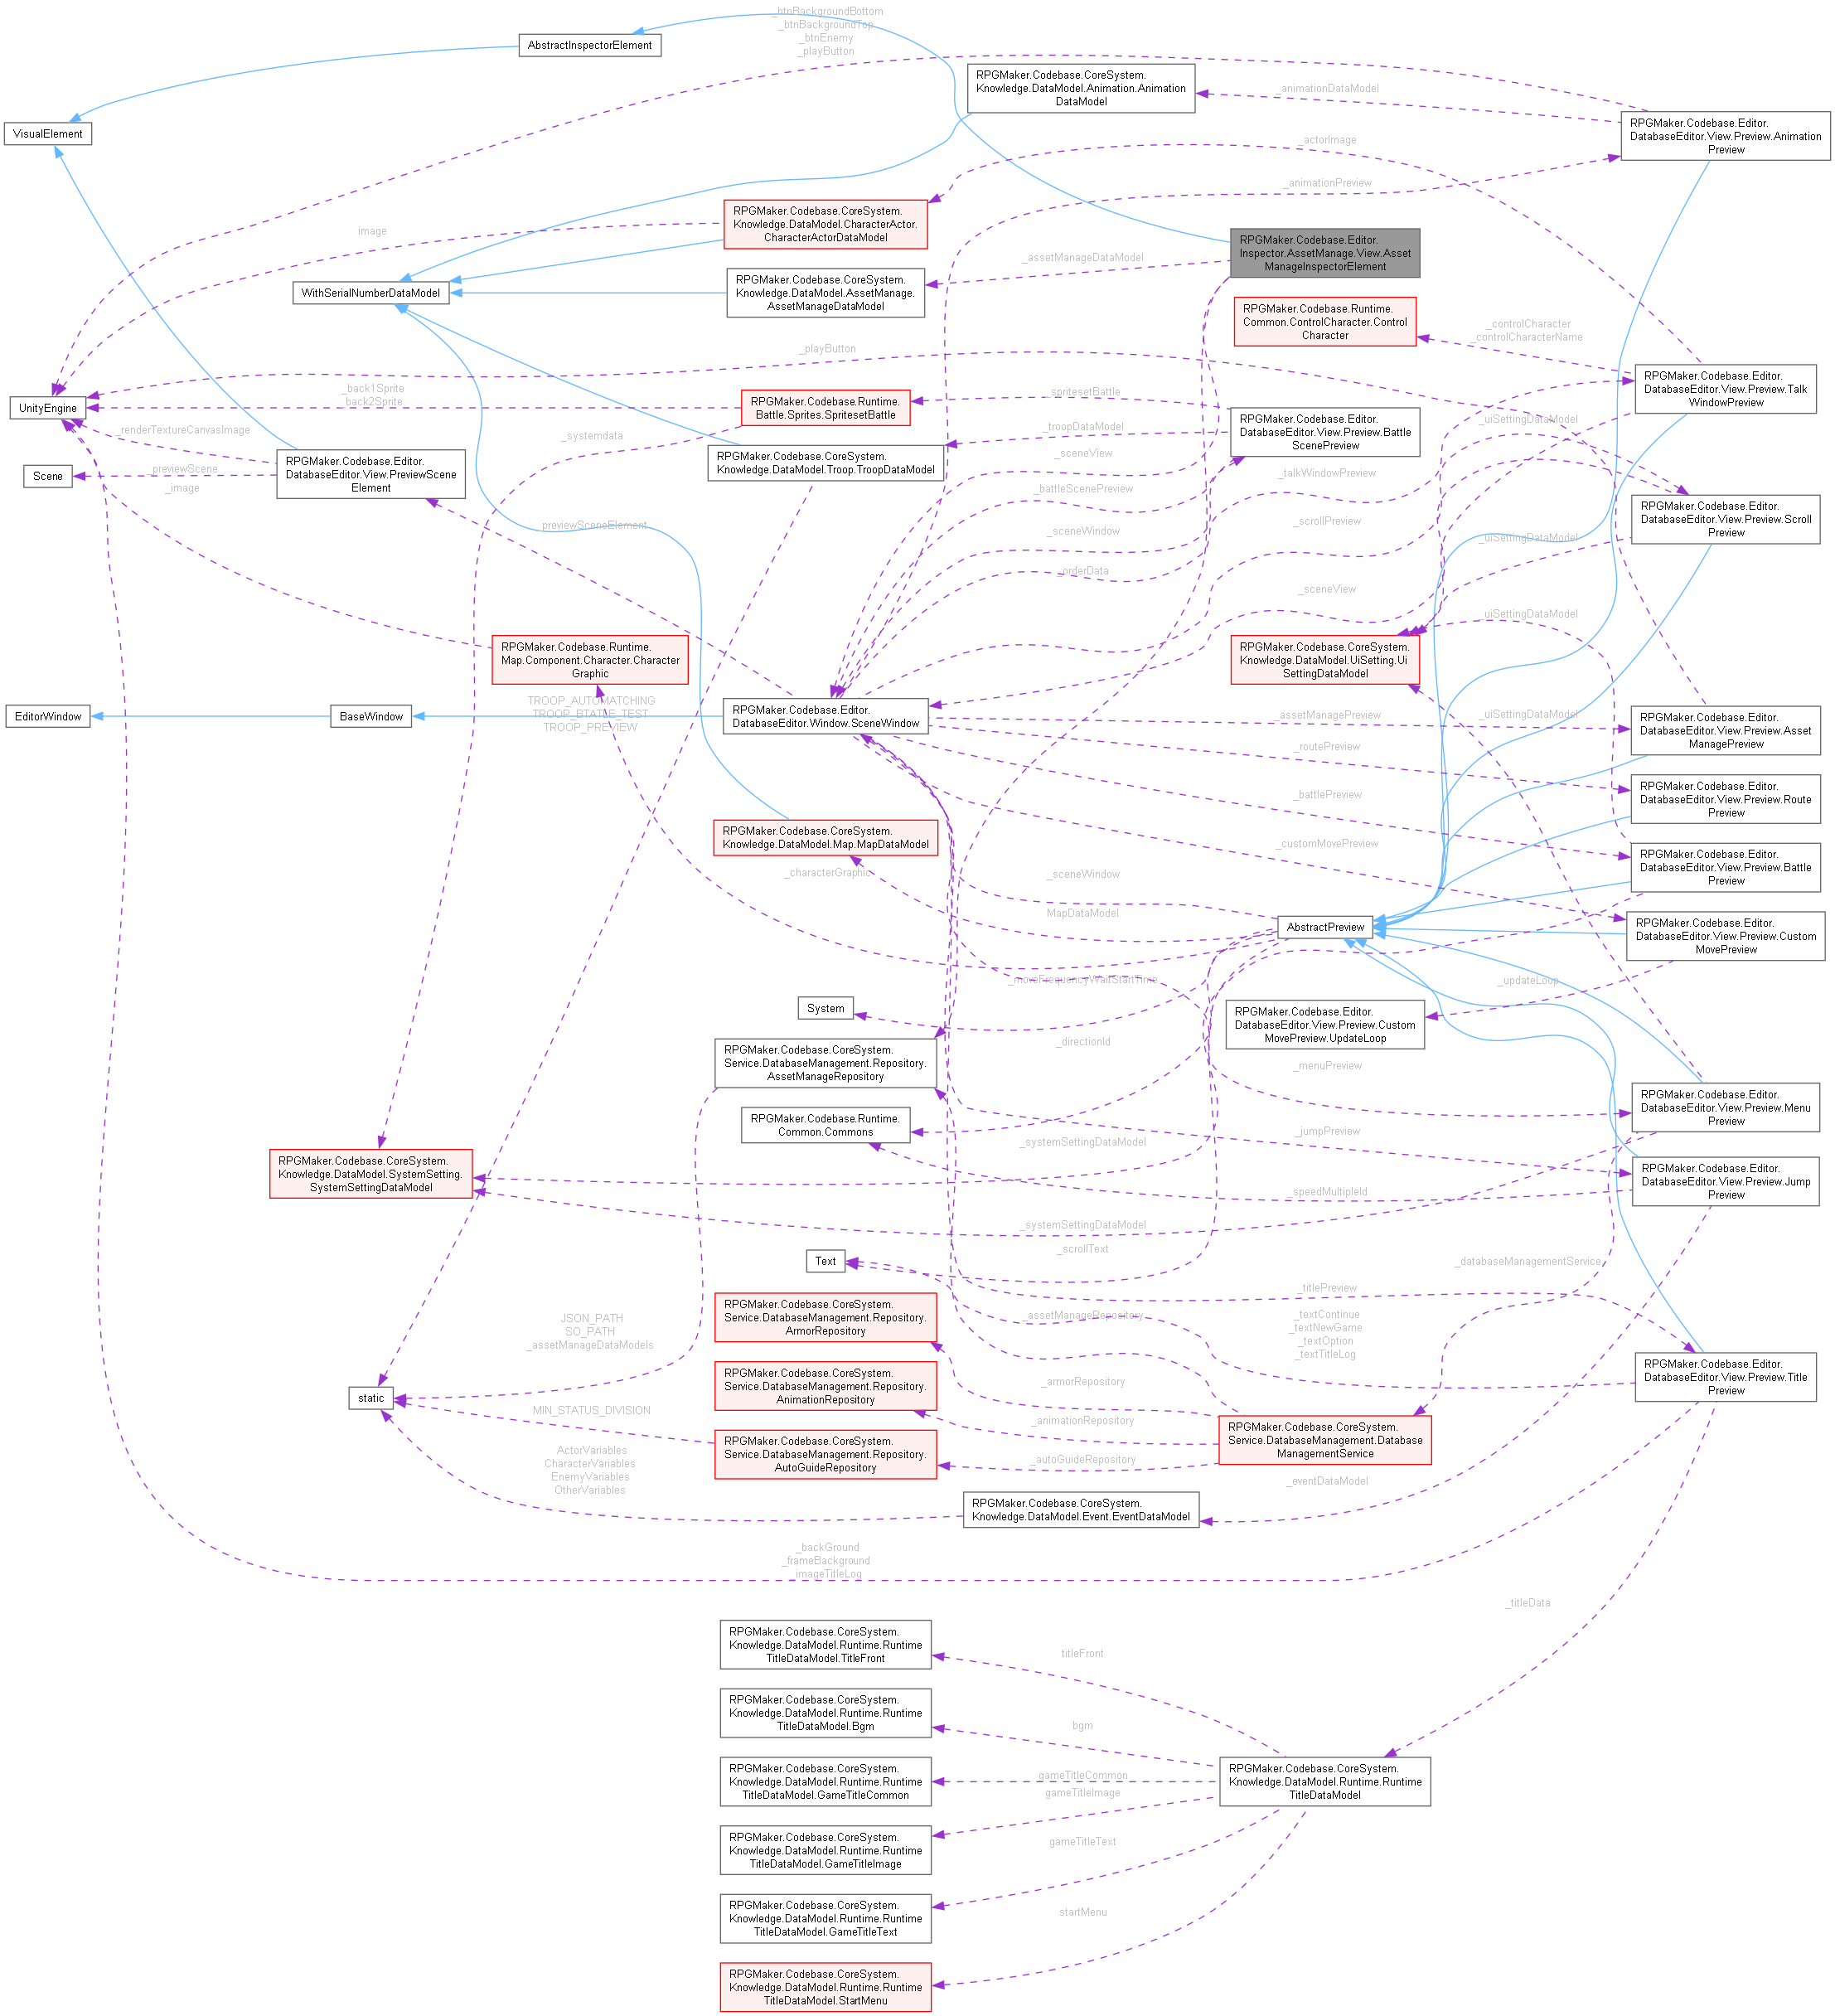 _btnBackgroundBottom
_btnBackgroundTop
_btnEnemy
_playButton
AbstractInspectorElement
RPGMaker.Codebase.CoreSystem.
Knowledge.DataModel.Animation.Animation
DataModel
_animationDataModel
RPGMaker.Codebase.Editor.
DatabaseEditor.View.Preview.Animation
Preview
VisualElement
_actorImage
_animationPreview
RPGMaker.Codebase.CoreSystem.
Knowledge.DataModel.CharacterActor.
CharacterActorDataModel
image
RPGMaker.Codebase.Editor.
Inspector.AssetManage.View.Asset
ManageInspectorElement
_assetManageDataModel
WithSerialNumberDataModel
RPGMaker.Codebase.CoreSystem.
Knowledge.DataModel.AssetManage.
AssetManageDataModel
RPGMaker.Codebase.Runtime.
Common.ControlCharacter.Control
Character
_controlCharacter
_controlCharacterName
_playButton
RPGMaker.Codebase.Editor.
DatabaseEditor.View.Preview.Talk
WindowPreview
UnityEngine
_back1Sprite
back2Sprite
RPGMaker.Codebase.Runtime.
Battle.Sprites.SpritesetBattle
_spritesetBattle
RPGMaker.Codebase.Editor.
DatabaseEditor.View.Preview.Battle
ScenePreview
_uiSettingDataModel
_renderTextureCanvasImage
_systemdata
_troopDataModel
_sceneView
Scene
_previewScene
_image
RPGMaker.Codebase.Editor.
DatabaseEditor.View.PreviewScene
Element
RPGMaker.Codebase.CoreSystem.
Knowledge.DataModel.Troop.TroopDataModel
_talkWindowPreview
_battleScenePreview
_scrollPreview
RPGMaker.Codebase.Editor.
DatabaseEditor.View.Preview.Scroll
Preview
previewSceneElement
_sceneWindow
_uiSettingDataModel
_orderData
_sceneView
_uiSettingDataModel
RPGMaker.Codebase.Runtime.
Map.Component.Character.Character
Graphic
RPGMaker.Codebase.CoreSystem.
Knowledge.DataModel.UiSetting.Ui
SettingDataModel
TROOP_AUTOMATCHING
TROOP_BTATLE_TEST
TROOP_PREVIEW
EditorWindow
BaseWindow
RPGMaker.Codebase.Editor.
DatabaseEditor.Window.SceneWindow
_assetManagePreview
_uiSettingDataModel
RPGMaker.Codebase.Editor.
DatabaseEditor.View.Preview.Asset
ManagePreview
_routePreview
_battlePreview
RPGMaker.Codebase.Editor.
DatabaseEditor.View.Preview.Route
Preview
RPGMaker.Codebase.CoreSystem.
Knowledge.DataModel.Map.MapDataModel
_customMovePreview
RPGMaker.Codebase.Editor.
DatabaseEditor.View.Preview.Battle
Preview
_characterGraphic
_sceneWindow
MapDataModel
AbstractPreview
RPGMaker.Codebase.Editor.
DatabaseEditor.View.Preview.Custom
MovePreview
_moveFrequencyWaitStartTime
_updateLoop
System
RPGMaker.Codebase.Editor.
DatabaseEditor.View.Preview.Custom
MovePreview.UpdateLoop
_directionId
RPGMaker.Codebase.CoreSystem.
Service.DatabaseManagement.Repository.
AssetManageRepository
_menuPreview
RPGMaker.Codebase.Editor.
DatabaseEditor.View.Preview.Menu
Preview
RPGMaker.Codebase.Runtime.
Common.Commons
_systemSettingDataModel
_jumpPreview
RPGMaker.Codebase.CoreSystem.
Knowledge.DataModel.SystemSetting.
SystemSettingDataModel
RPGMaker.Codebase.Editor.
DatabaseEditor.View.Preview.Jump
Preview
_speedMultipleId
_systemSettingDataModel
_scrollText
Text
_databaseManagementService
_titlePreview
RPGMaker.Codebase.CoreSystem.
Service.DatabaseManagement.Repository.
ArmorRepository
_assetManageRepository
_textContinue
_textNewGame
_textOption
_textTitleLog
JSON_PATH
SO_PATH
_assetManageDataModels
RPGMaker.Codebase.Editor.
DatabaseEditor.View.Preview.Title
Preview
static
RPGMaker.Codebase.CoreSystem.
Service.DatabaseManagement.Repository.
AnimationRepository
_armorRepository
_animationRepository
MIN_STATUS_DIVISION
RPGMaker.Codebase.CoreSystem.
Service.DatabaseManagement.Database
ManagementService
RPGMaker.Codebase.CoreSystem.
Service.DatabaseManagement.Repository.
AutoGuideRepository
_autoGuideRepository
ActorVariables
CharacterVariables
EnemyVariables
OtherVariables
_eventDataModel
RPGMaker.Codebase.CoreSystem.
Knowledge.DataModel.Event.EventDataModel
_backGround
_frameBackground
_imageTitleLog
_titleData
RPGMaker.Codebase.CoreSystem.
Knowledge.DataModel.Runtime.Runtime
TitleDataModel.TitleFront
titleFront
RPGMaker.Codebase.CoreSystem.
Knowledge.DataModel.Runtime.Runtime
TitleDataModel.Bgm
bgm
RPGMaker.Codebase.CoreSystem.
Knowledge.DataModel.Runtime.Runtime
TitleDataModel.GameTitleCommon
gameTitleCommon
gameTitleImage
RPGMaker.Codebase.CoreSystem.
Knowledge.DataModel.Runtime.Runtime
TitleDataModel
RPGMaker.Codebase.CoreSystem.
Knowledge.DataModel.Runtime.Runtime
TitleDataModel.GameTitleImage
gameTitleText
RPGMaker.Codebase.CoreSystem.
Knowledge.DataModel.Runtime.Runtime
TitleDataModel.GameTitleText
startMenu
RPGMaker.Codebase.CoreSystem.
Knowledge.DataModel.Runtime.Runtime
TitleDataModel.StartMenu